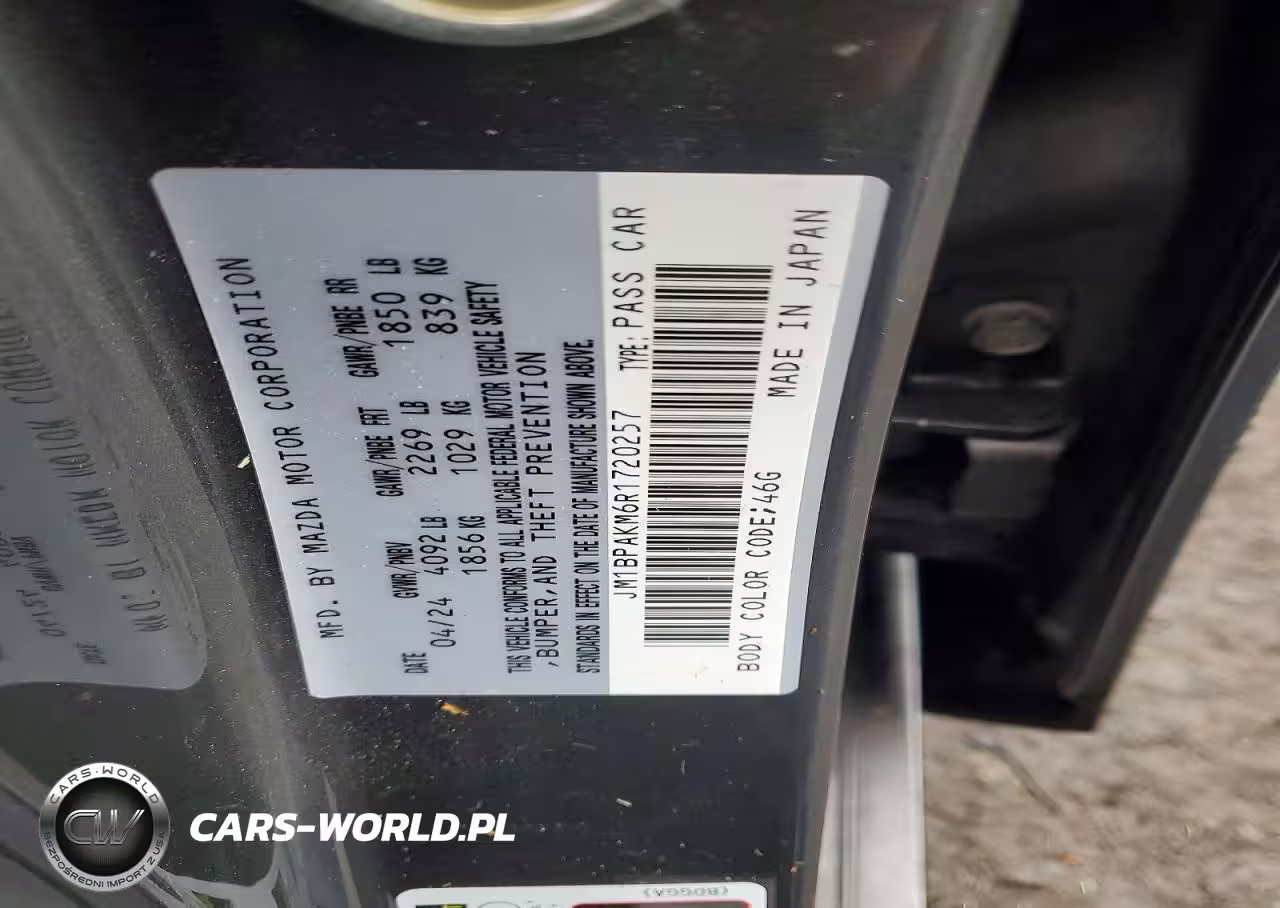 MFD. BY MAZDA MOTOR CORPORATION
DATE GVWR/PNBV GAWR/PNBE FRT GAWR/PNBE RR
04/24 4092 LB 2269 LB 1850 LB
1856 KG 1029 KG 839 KG
THIS VEHICLE CONFORMS TO ALL APPLICABLE FEDERAL MOTOR VEHICLE SAFETY
,BUMPER,AND THEFT PREVENTION
STANDARDS IN EFFECT ON THE DATE OF MANUFACTURE SHOWN ABOVE.
JM1BPAKM6R1720257 TYPE:PASS CAR
BODY COLOR CODE;46G MADE IN JAPAN
CARS-WORLD
CW
BEZPOŚREDNI IMPORT Z USA
CARS-WORLD.PL
(BDGGA)